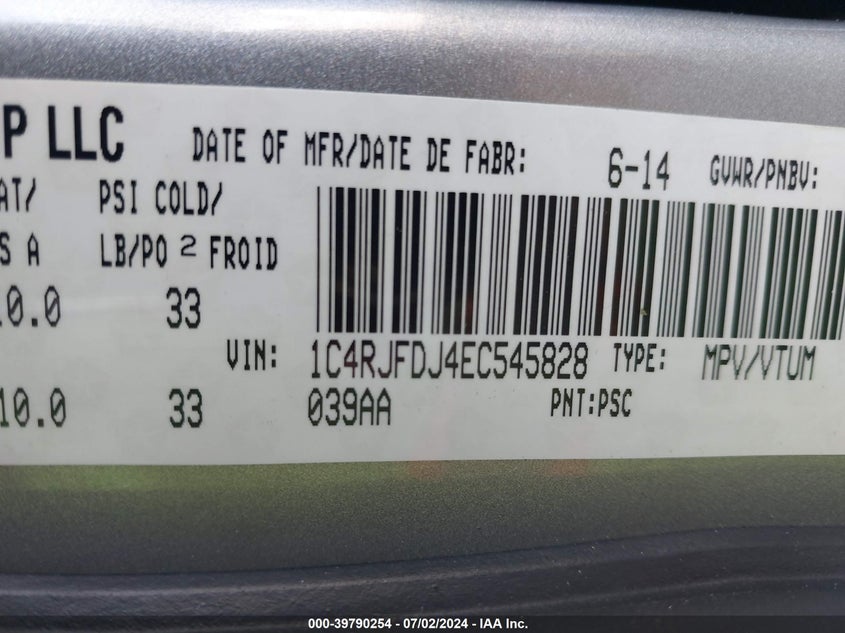 P LLC DATE OF MFR/DATE DE FABR: 6-14 GVWR/PNBV:
AT/ PSI COLD/
S A LB/PO 2 FROID
10.0 33
VIN: 1C4RJFDJ4EC545828 TYPE: MPV/VTUM
10.0 33 039AA PNT:PSC
000-39790254 - 07/02/2024 - IAA Inc.